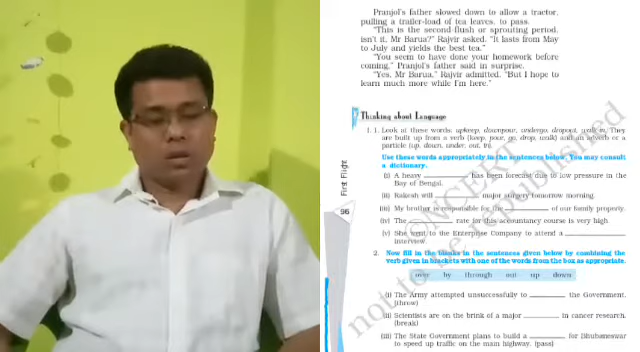 Pranjol's father slowed down to allow a tractor,
pulling a trailer-load of tea leaves, to pass.
"This is the second-flush or sprouting period,
isn't it, Mr Barua?" Rajvir asked. "It lasts from May
to July and yields the best tea."
"You seem to have done your homework before
coming," Pranjol's father said in surprise.
"Yes, Mr Barua," Rajvir admitted. "But I hope to
learn much more while I'm here."
Thinking about Language
I. 1. Look at these words: upkeep, downpour, undergo, dropout, walk-in. They
are built up from a verb (keep, pour, go, drop, walk) and an adverb or a
particle (up, down, under, out, in).
Use these words appropriately in the sentences below. You may consult
a dictionary.
(i) A heavy has been forecast due to low pressure in the
Bay of Bengal.
(ii) Rakesh will major surgery tomorrow morning.
(iii) My brother is responsible for the of our family property.
(iv) The rate for this accountancy course is very high.
(v) She went to the Enterprise Company to attend a
interview.
2. Now fill in the blanks in the sentences given below by combining the
verb given in brackets with one of the words from the box as appropriate.
over by through out up down
(i) The Army attempted unsuccessfully to the Government.
(throw)
(ii) Scientists are on the brink of a major in cancer research.
(break)
(iii) The State Government plans to build a for Bhubaneswar
to speed up traffic on the main highway. (pass)
First Flight
96
© NCERT
not to be republished